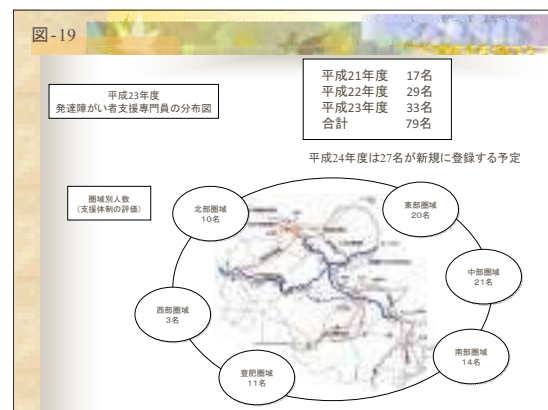 図-19
平成21年度 17名
平成22年度 29名
平成23年度 33名
合計 79名
平成23年度
発達障がい者支援専門員の分布図
平成24年度は27名が新規に登録する予定
圏域別人数
(支援体制の評価)
北部圏域
10名
東部圏域
20名
中部圏域
21名
西部圏域
3名
南部圏域
14名
豊肥圏域
11名